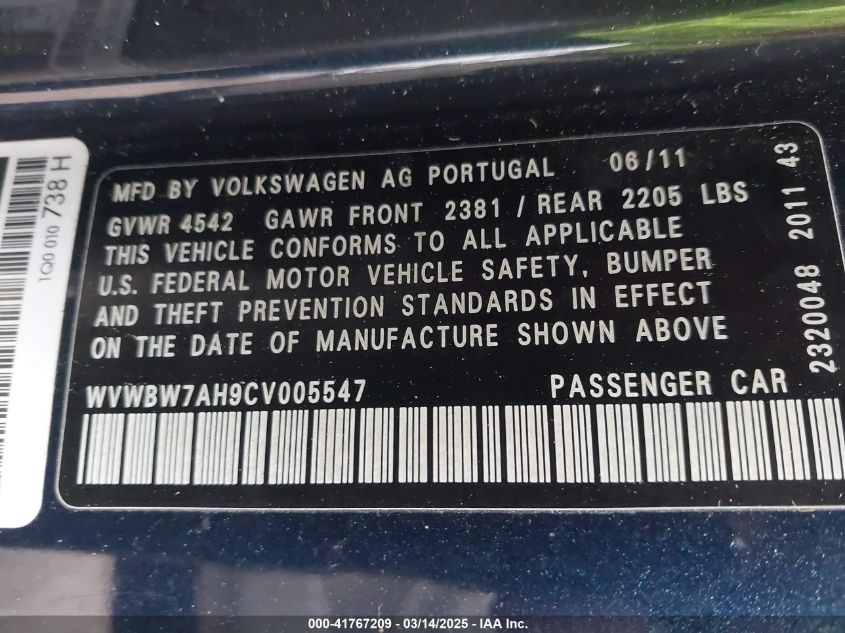 MFD BY VOLKSWAGEN AG PORTUGAL 06/11
GVWR 4542 GAWR FRONT 2381 / REAR 2205 LBS
THIS VEHICLE CONFORMS TO ALL APPLICABLE
U.S. FEDERAL MOTOR VEHICLE SAFETY, BUMPER
AND THEFT PREVENTION STANDARDS IN EFFECT
ON THE DATE OF MANUFACTURE SHOWN ABOVE
WVWBW7AH9CV005547 PASSENGER CAR
2320048 2011 43
1Q0 010 738 H
000-41767209 - 03/14/2025 - IAA Inc.